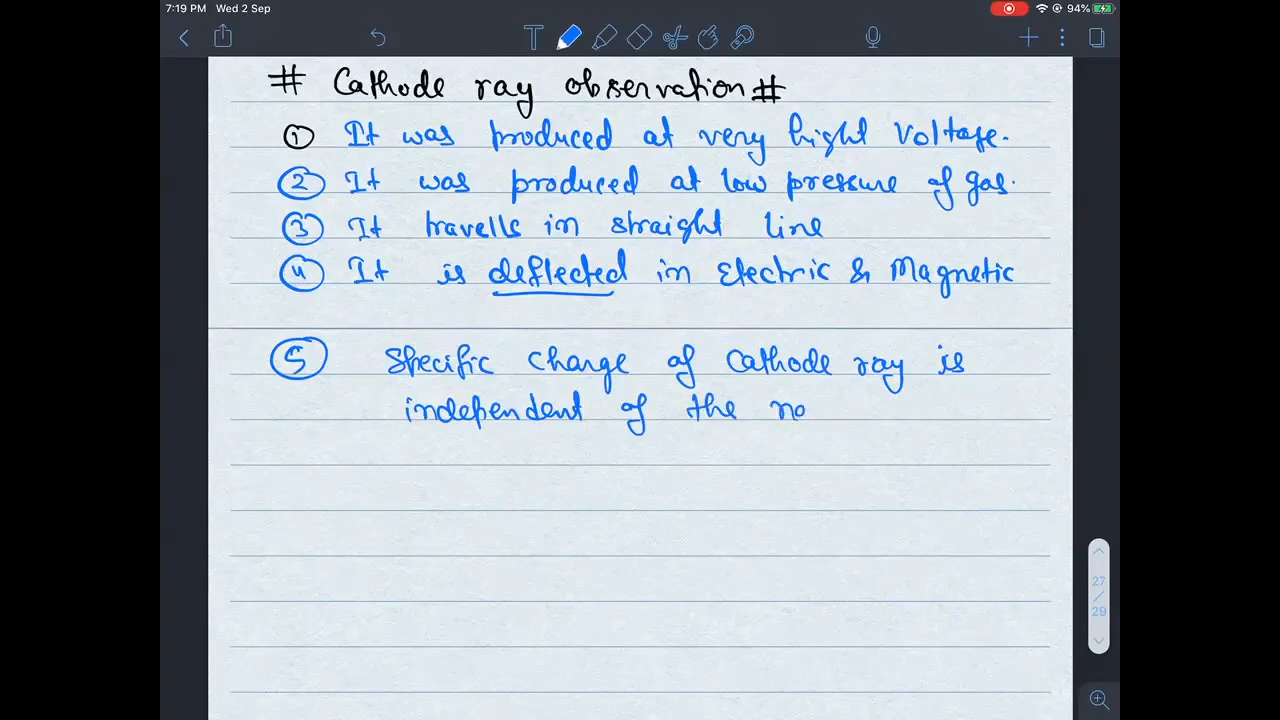 7:19 PM Wed 2 Sep
94%
# Cathode ray observation #
① It was produced at very hight voltage.
② It was produced at low pressure of gas.
③ It travells in straight line
④ It is deflected in Electric & Magnetic
⑤ Specific charge of cathode ray is
independent of the na
27
/
29